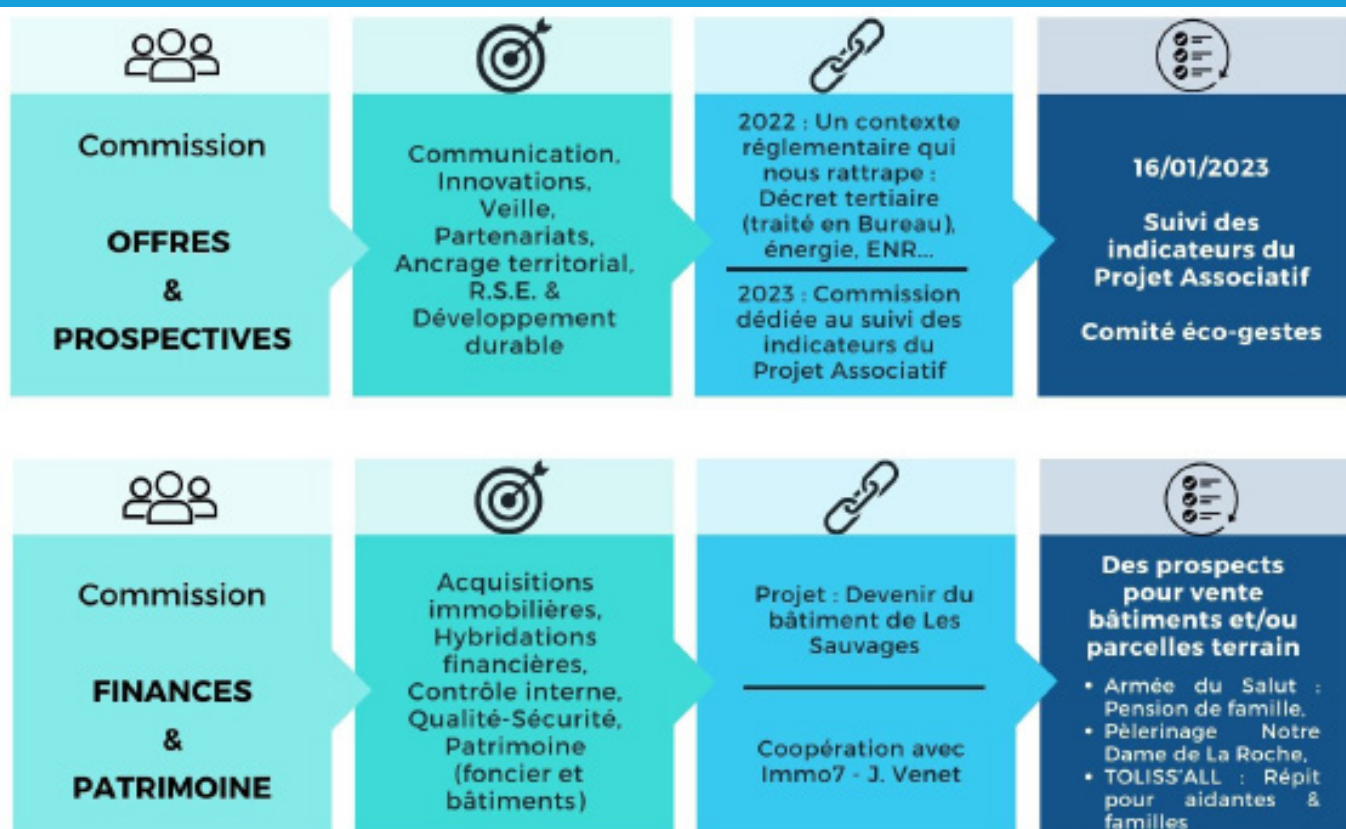 Commission
OFFRES
&
PROSPECTIVES
Communication,
Innovations,
Veille,
Partenariats,
Ancrage territorial,
R.S.E. &
Développement
durable
2022 : Un contexte
réglementaire qui
nous rattrape :
Décret tertiaire
(traité en Bureau),
énergie, ENR...
2023 : Commission
dédiée au suivi des
indicateurs du
Projet Associatif
16/01/2023
Suivi des
indicateurs du
Projet Associatif
Comité éco-gestes
Commission
FINANCES
&
PATRIMOINE
Acquisitions
immobilières,
Hybridations
financières,
Contrôle interne,
Qualité-Sécurité,
Patrimoine
(foncier et
bâtiments)
Projet : Devenir du
bâtiment de Les
Sauvages
Coopération avec
Immo7 - J. Venet
Des prospects
pour vente
bâtiments et/ou
parcelles terrain
• Armée du Salut :
Pension de famille,
• Pèlerinage Notre
Dame de La Roche,
• TOLISS'ALL : Répit
pour aidantes &
familles